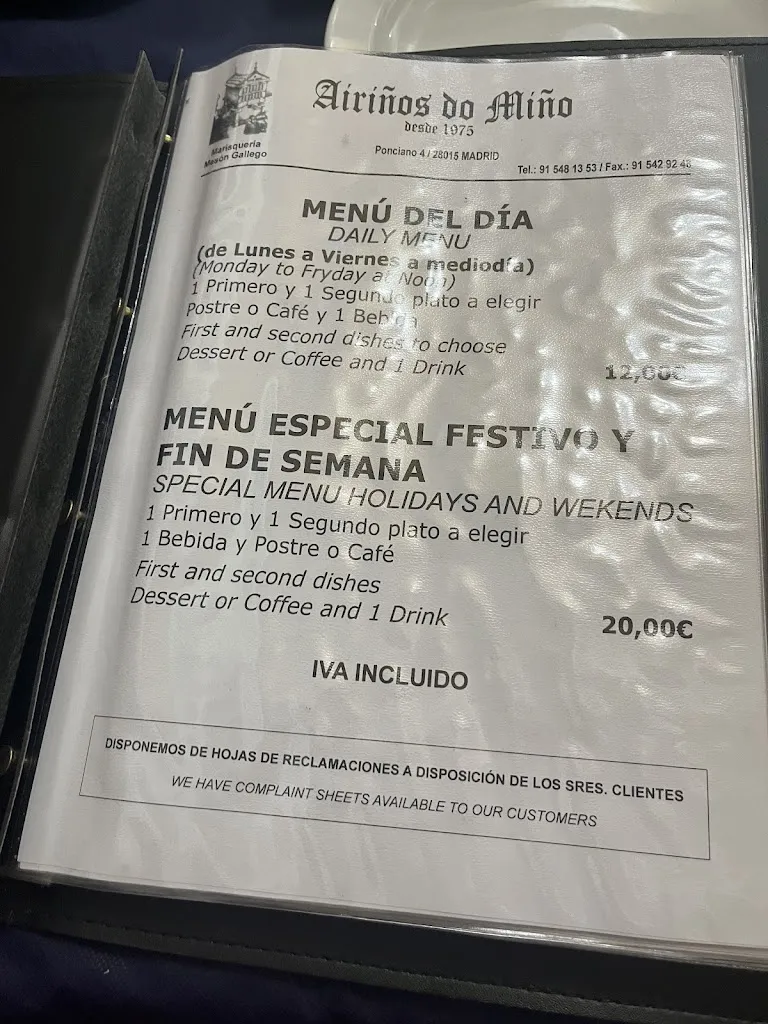 Airiños do Miño
desde 1975
Marisquería
Mesón Gallego
Ponciano 4 / 28015 MADRID
Tel.: 91 548 13 53 / Fax.: 91 542 92 48
MENÚ DEL DÍA
DAILY MENU
(de Lunes a Viernes a mediodía)
(Monday to Fryday at Noon)
1 Primero y 1 Segundo plato a elegir
Postre o Café y 1 Bebida
First and second dishes to choose
Dessert or Coffee and 1 Drink
12,00€
MENÚ ESPECIAL FESTIVO Y
FIN DE SEMANA
SPECIAL MENU HOLIDAYS AND WEKENDS
1 Primero y 1 Segundo plato a elegir
1 Bebida y Postre o Café
First and second dishes
Dessert or Coffee and 1 Drink
20,00€
IVA INCLUIDO
DISPONEMOS DE HOJAS DE RECLAMACIONES A DISPOSICIÓN DE LOS SRES. CLIENTES
WE HAVE COMPLAINT SHEETS AVAILABLE TO OUR CUSTOMERS